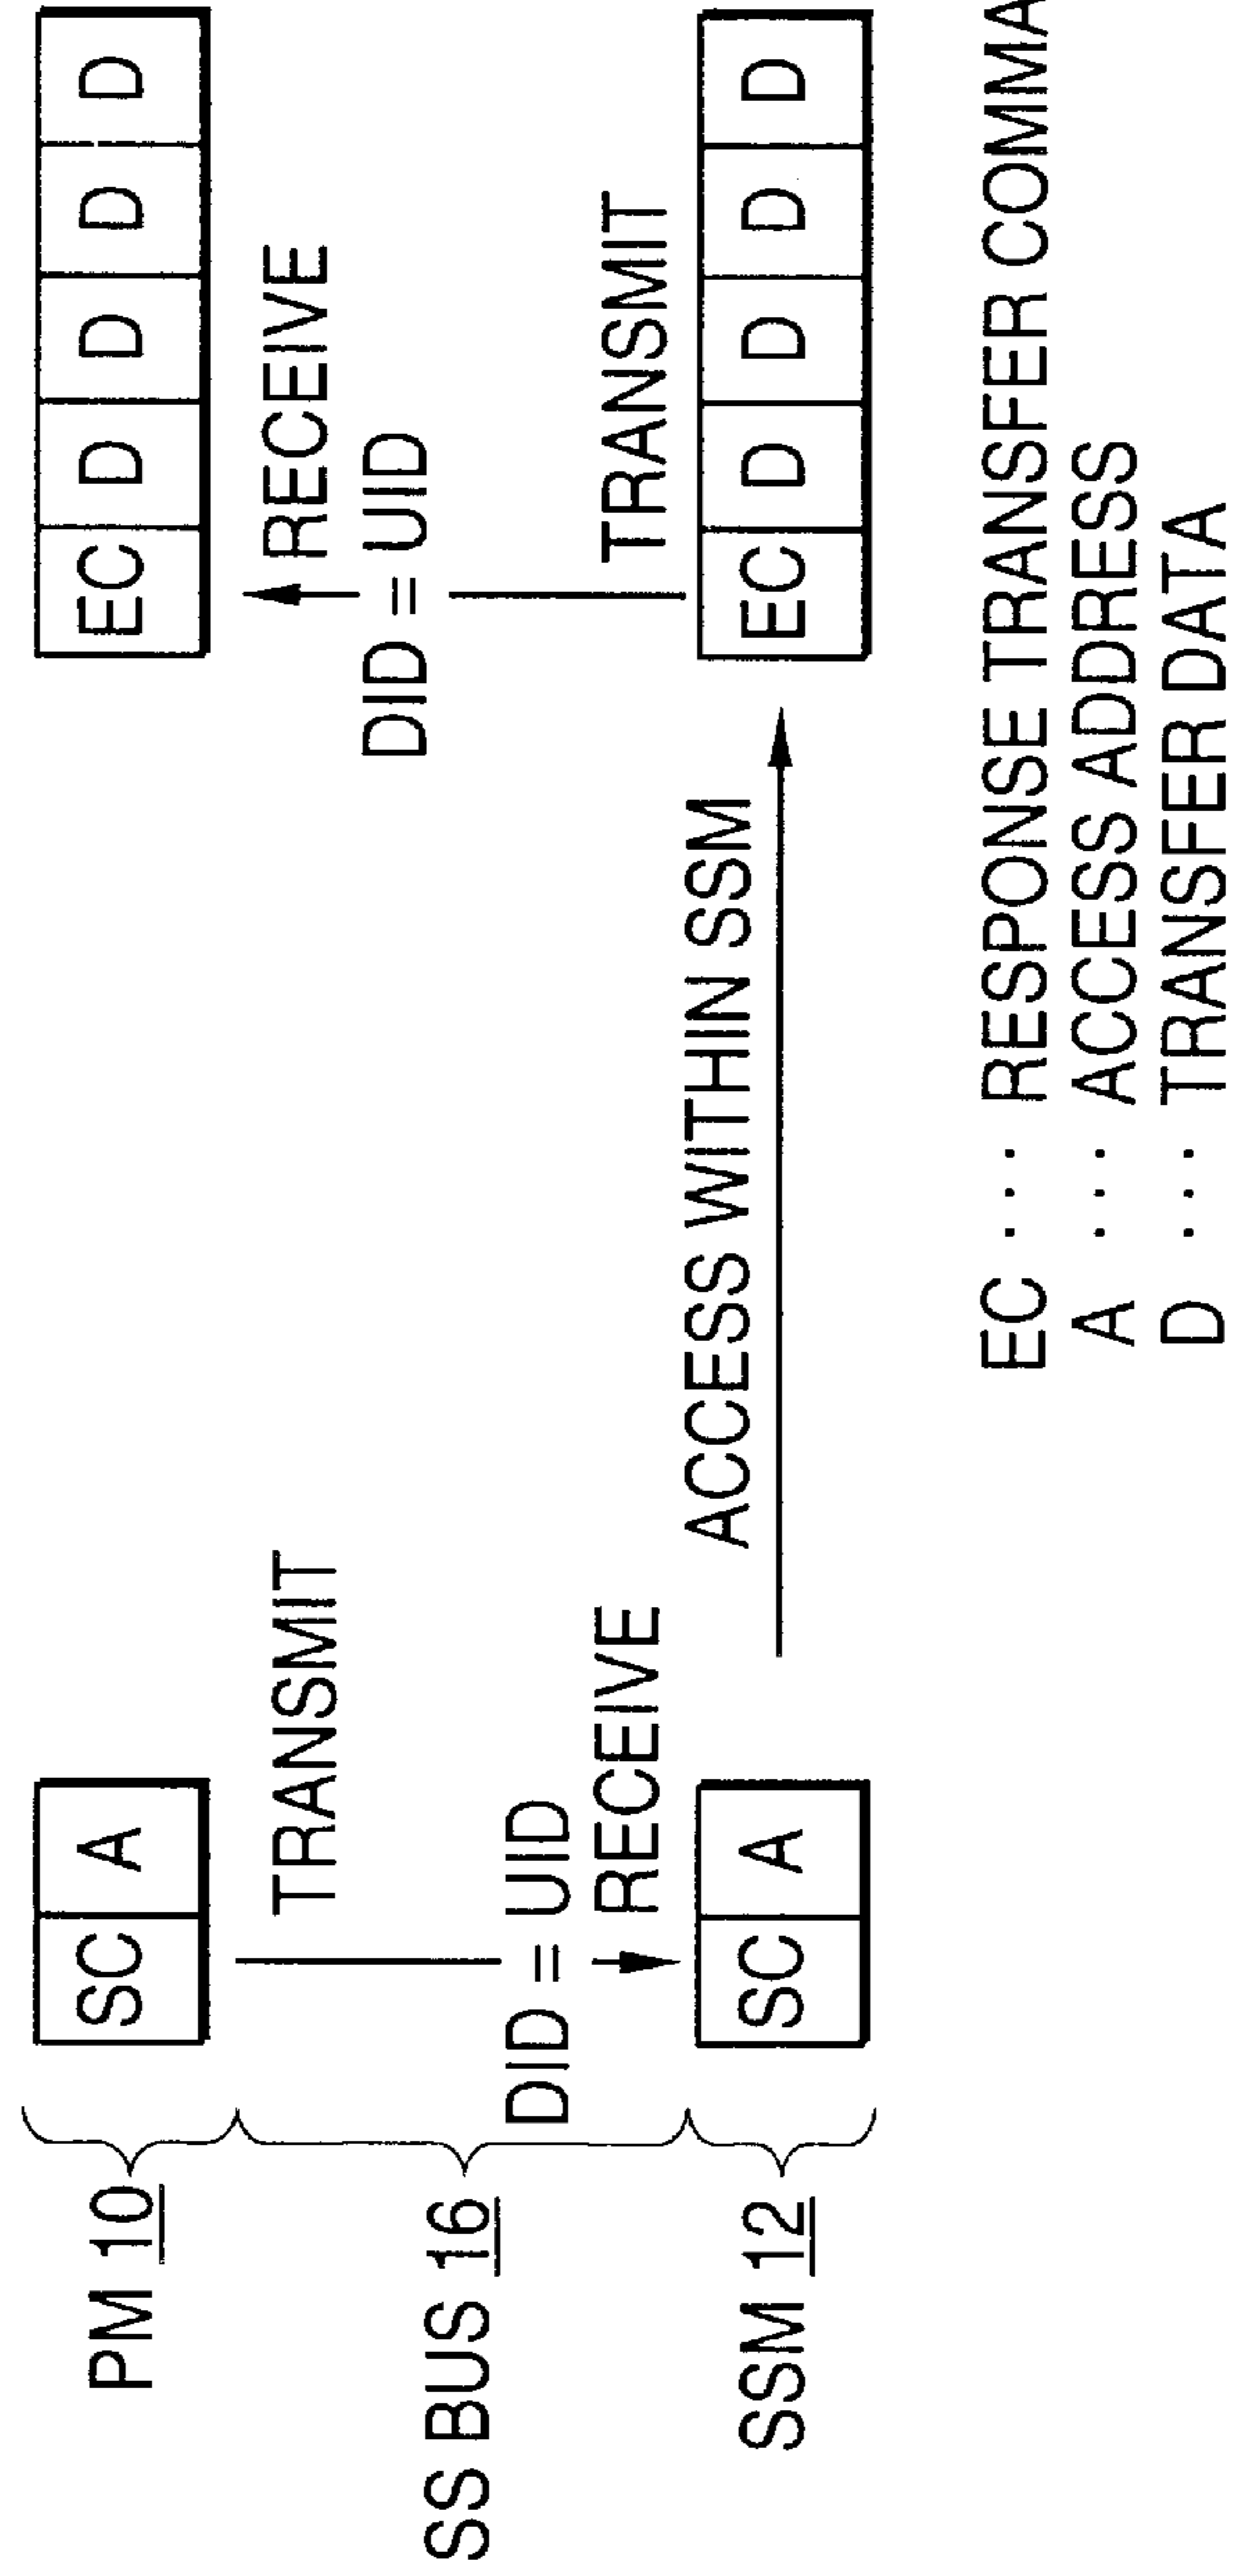 PM 10
SC A
EC D D D D
TRANSMIT
RECEIVE
DID = UID
SS BUS 16
DID = UID
RECEIVE
TRANSMIT
ACCESS WITHIN SSM
SSM 12
SC A
EC D D D D
EC ... RESPONSE TRANSFER COMMA
A ... ACCESS ADDRESS
D ... TRANSFER DATA